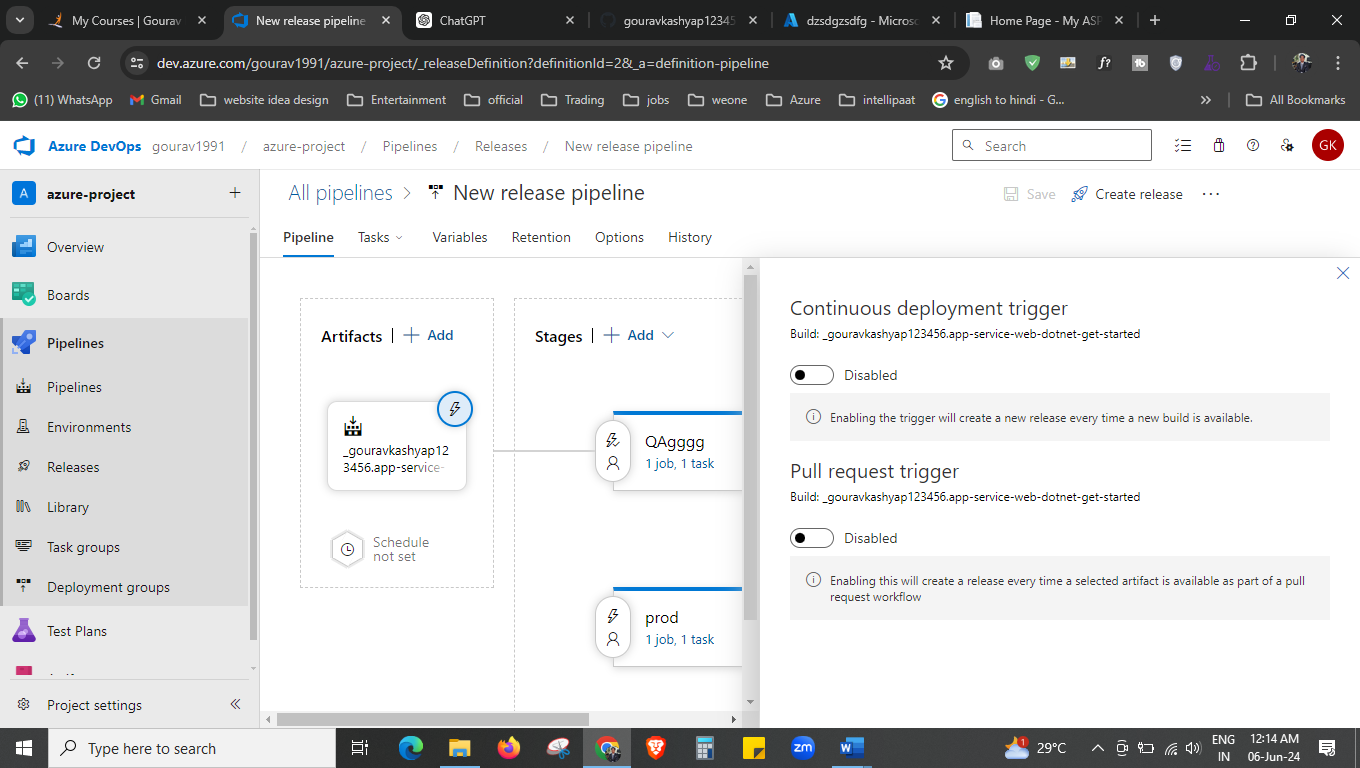 My Courses | Gourav
New release pipeline
ChatGPT
gouravkashyap12345
dzsdgzsdfg - Microso
Home Page - My ASP
dev.azure.com/gourav1991/azure-project/_releaseDefinition?definitionId=2&_a=definition-pipeline
(11) WhatsApp
Gmail
website idea design
Entertainment
official
Trading
jobs
weone
Azure
intellipaat
english to hindi - G...
All Bookmarks
Azure DevOps
gourav1991 / azure-project / Pipelines / Releases / New release pipeline
Search
GK
A azure-project
Overview
Boards
Pipelines
Pipelines
Environments
Releases
Library
Task groups
Deployment groups
Test Plans
Project settings
All pipelines > New release pipeline
Save
Create release
Pipeline
Tasks
Variables
Retention
Options
History
Artifacts | + Add
_gouravkashyap12
3456.app-service-
Schedule
not set
Stages | + Add
QAgggg
1 job, 1 task
prod
1 job, 1 task
Continuous deployment trigger
Build: _gouravkashyap123456.app-service-web-dotnet-get-started
Disabled
Enabling the trigger will create a new release every time a new build is available.
Pull request trigger
Build: _gouravkashyap123456.app-service-web-dotnet-get-started
Disabled
Enabling this will create a release every time a selected artifact is available as part of a pull
request workflow
Type here to search
zm
1
29°C
ENG
IN
12:14 AM
06-Jun-24